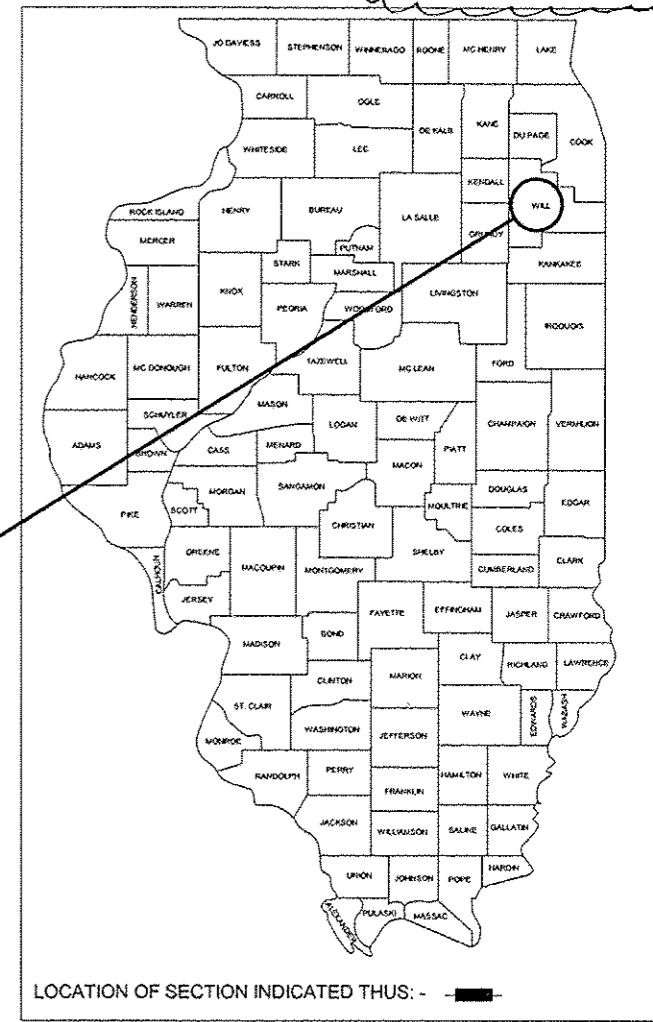 JO DAVIESS STEPHENSON WINNEBAGO BOONE MC HENRY LAKE
CARROLL OGLE DE KALB KANE DU PAGE COOK
WHITESIDE LEE KENDALL WILL
ROCK ISLAND HENRY BUREAU LA SALLE GRUNDY
MERCER PUTNAM KANKAKEE
HENDERSON WARREN KNOX STARK MARSHALL LIVINGSTON
PEORIA WOODFORD IROQUOIS
HANCOCK MC DONOUGH FULTON TAZEWELL MC LEAN FORD
SCHUYLER MASON LOGAN DE WITT CHAMPAIGN VERMILION
ADAMS BROWN CASS MENARD MACON PIATT
PIKE SCOTT MORGAN SANGAMON MOULTRIE DOUGLAS EDGAR
CHRISTIAN COLES
CALHOUN GREENE MACOUPIN MONTGOMERY SHELBY CUMBERLAND CLARK
JERSEY FAYETTE EFFINGHAM JASPER CRAWFORD
MADISON BOND
CLINTON MARION CLAY RICHLAND LAWRENCE
ST. CLAIR WAYNE EDWARDS WABASH
MONROE WASHINGTON JEFFERSON
RANDOLPH PERRY FRANKLIN HAMILTON WHITE
JACKSON WILLIAMSON SALINE GALLATIN
UNION JOHNSON POPE HARDIN
ALEXANDER PULASKI MASSAC
LOCATION OF SECTION INDICATED THUS: -